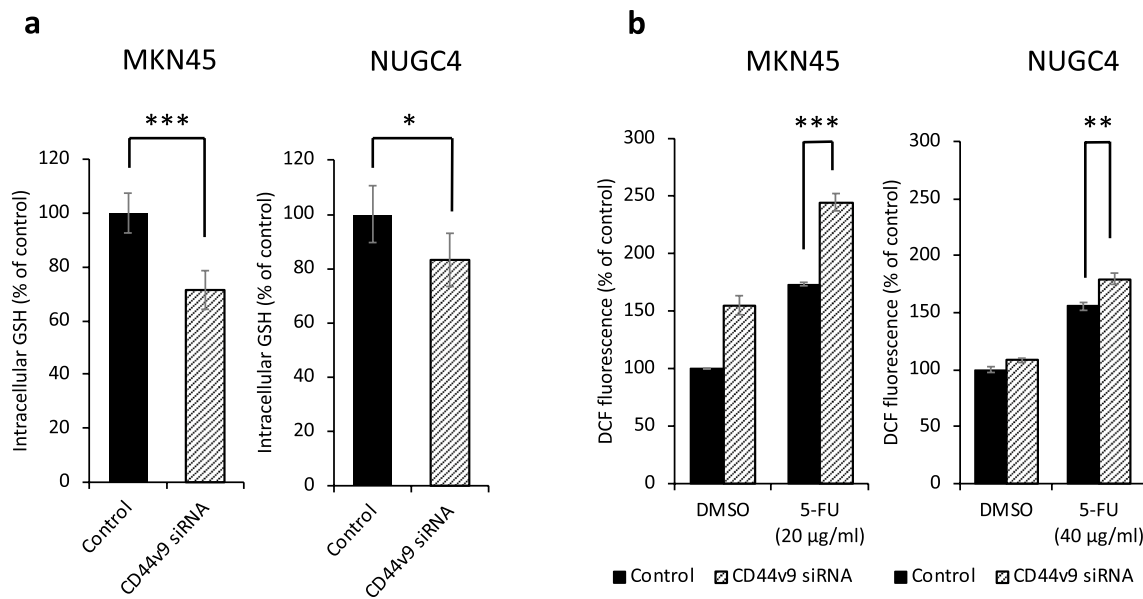 a
MKN45
NUGC4
***
*
Intracellular GSH (% of control)
120
100
80
60
40
20
0
Control
CD44v9 siRNA
Intracellular GSH (% of control)
120
100
80
60
40
20
0
Control
CD44v9 siRNA
b
MKN45
NUGC4
***
**
DCF fluorescence (% of control)
300
250
200
150
100
50
0
DMSO
5-FU
(20 μg/ml)
Control
CD44v9 siRNA
DCF fluorescence (% of control)
300
250
200
150
100
50
0
DMSO
5-FU
(40 μg/ml)
Control
CD44v9 siRNA